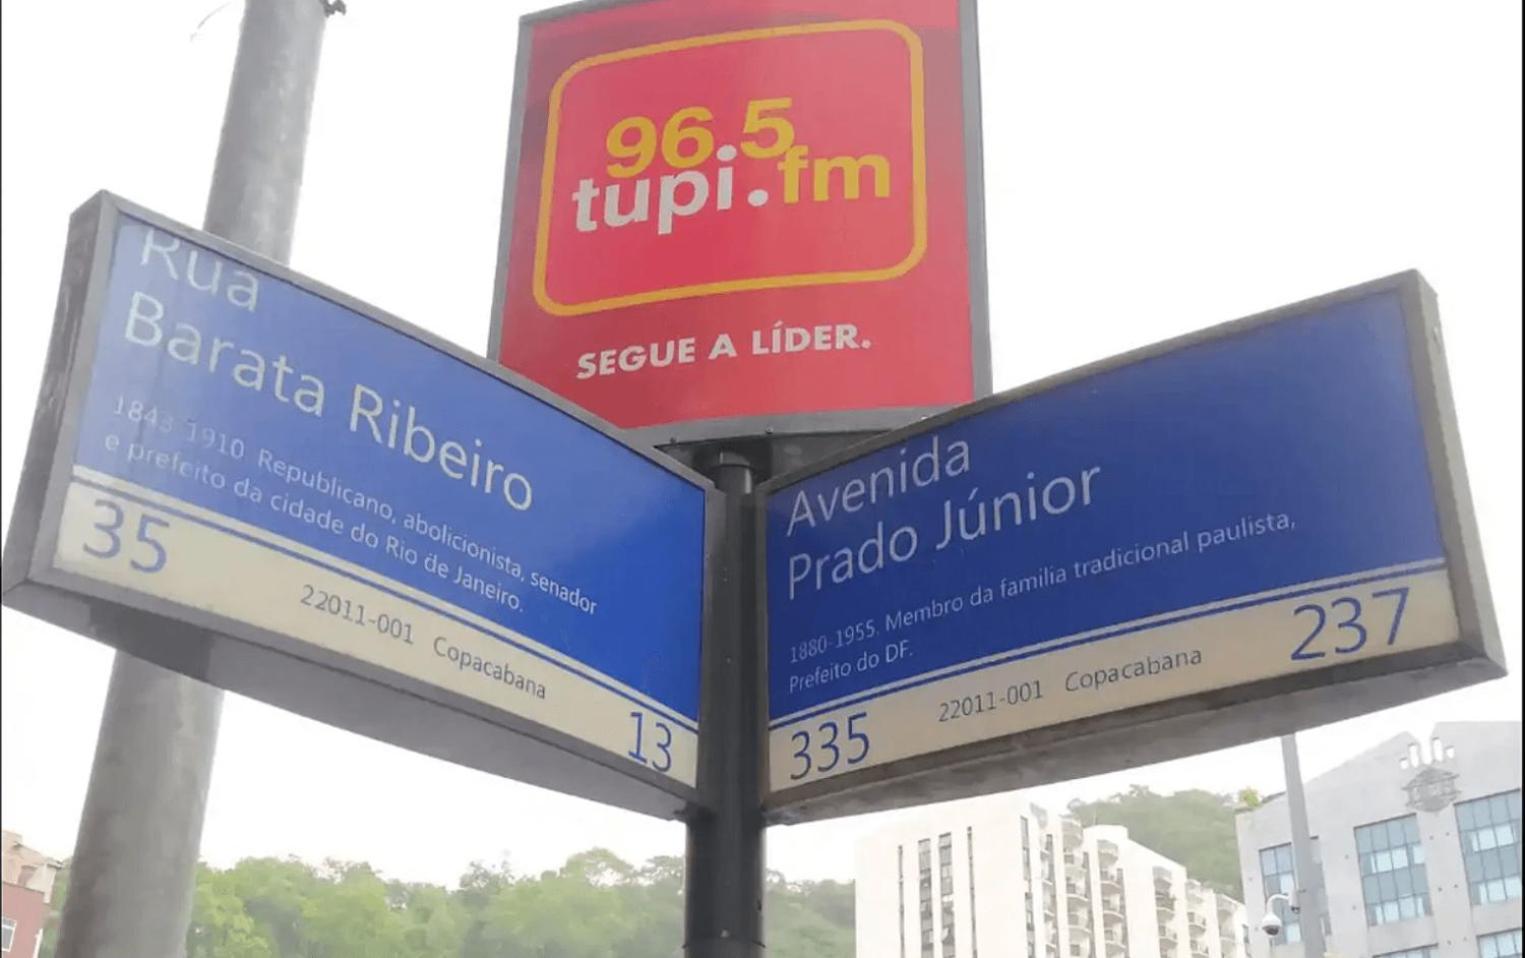 96.5
tupi.fm
SEGUE A LÍDER.
Rua
Barata Ribeiro
1843-1910 Republicano, abolicionista, senador
e prefeito da cidade do Rio de Janeiro.
35
22011-001 Copacabana
13
Avenida
Prado Júnior
1880-1955. Membro da familia tradicional paulista,
Prefeito do DF.
335
22011-001 Copacabana
237